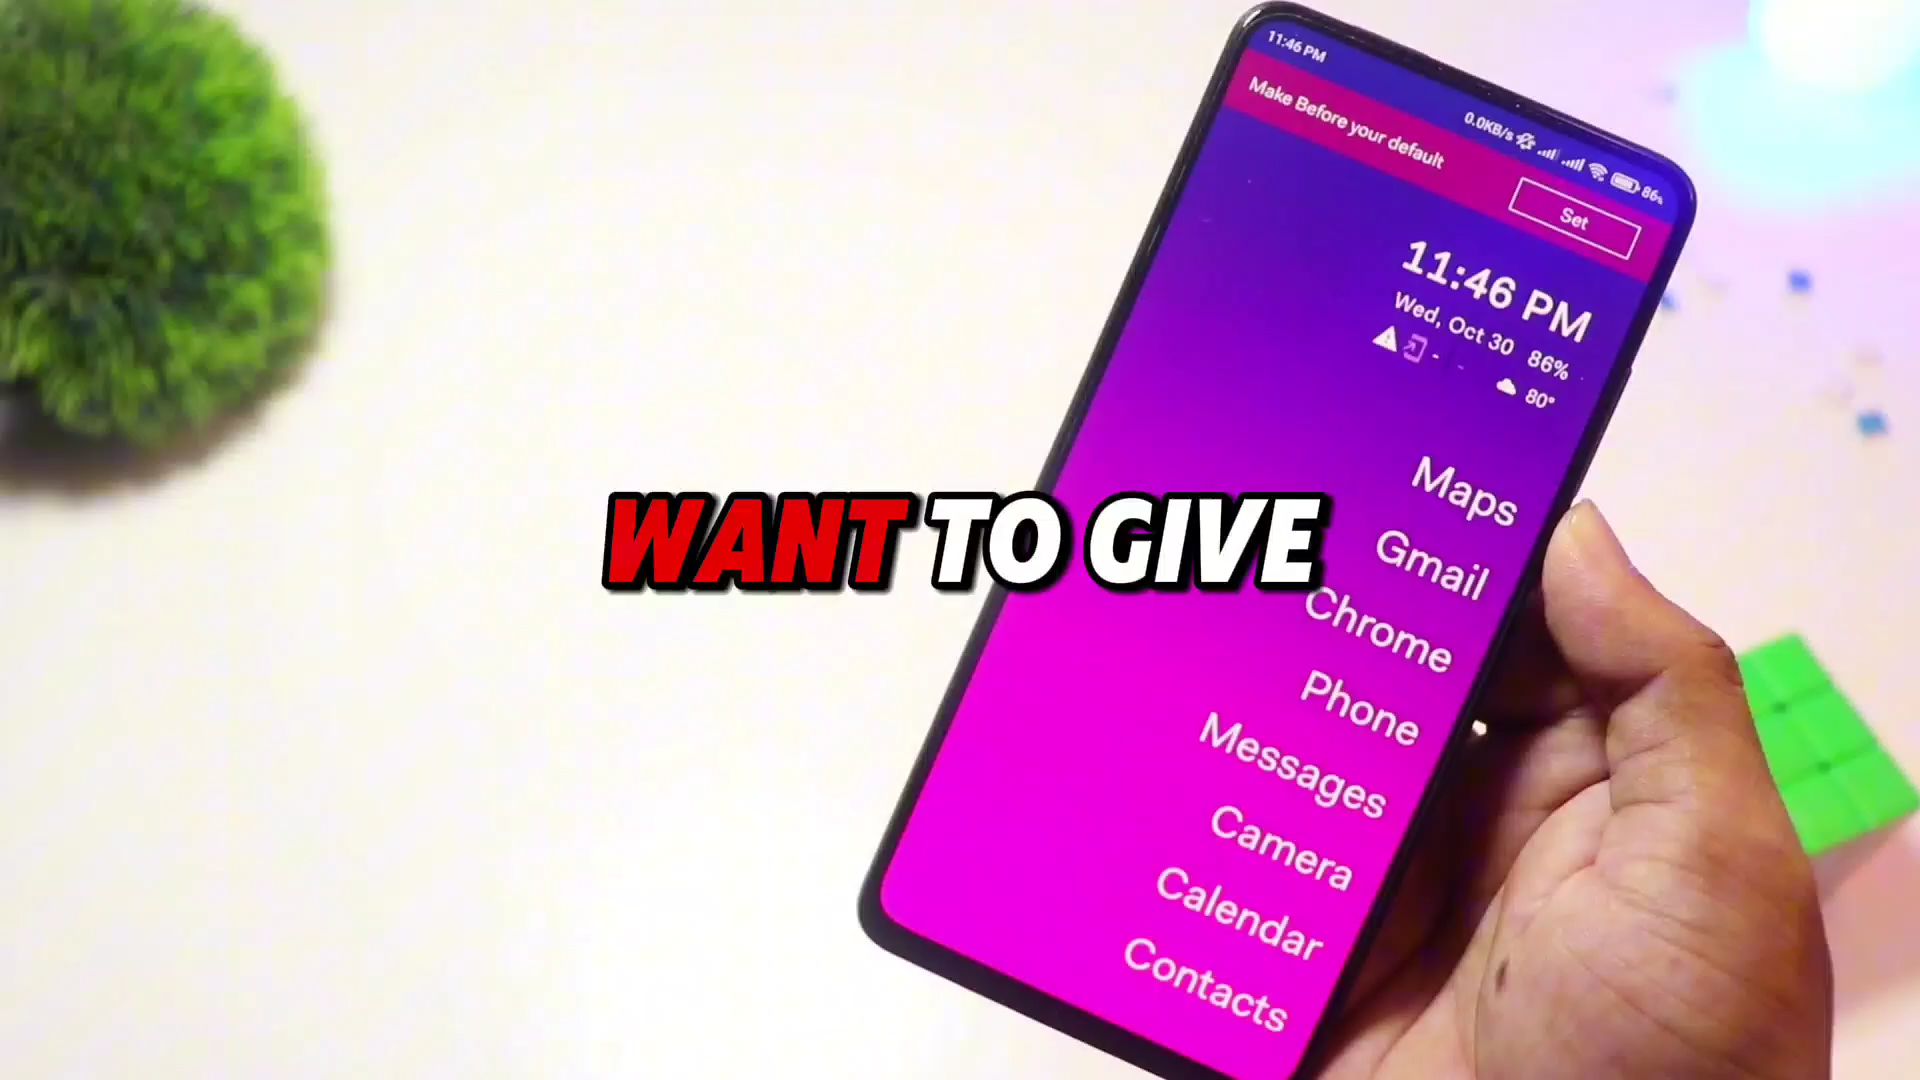 11:46 PM
0.0KB/s 86%
Make Before your default
Set
11:46 PM
Wed, Oct 30 86%
80°
Maps
Gmail
WANT TO GIVE
Chrome
Phone
Messages
Camera
Calendar
Contacts